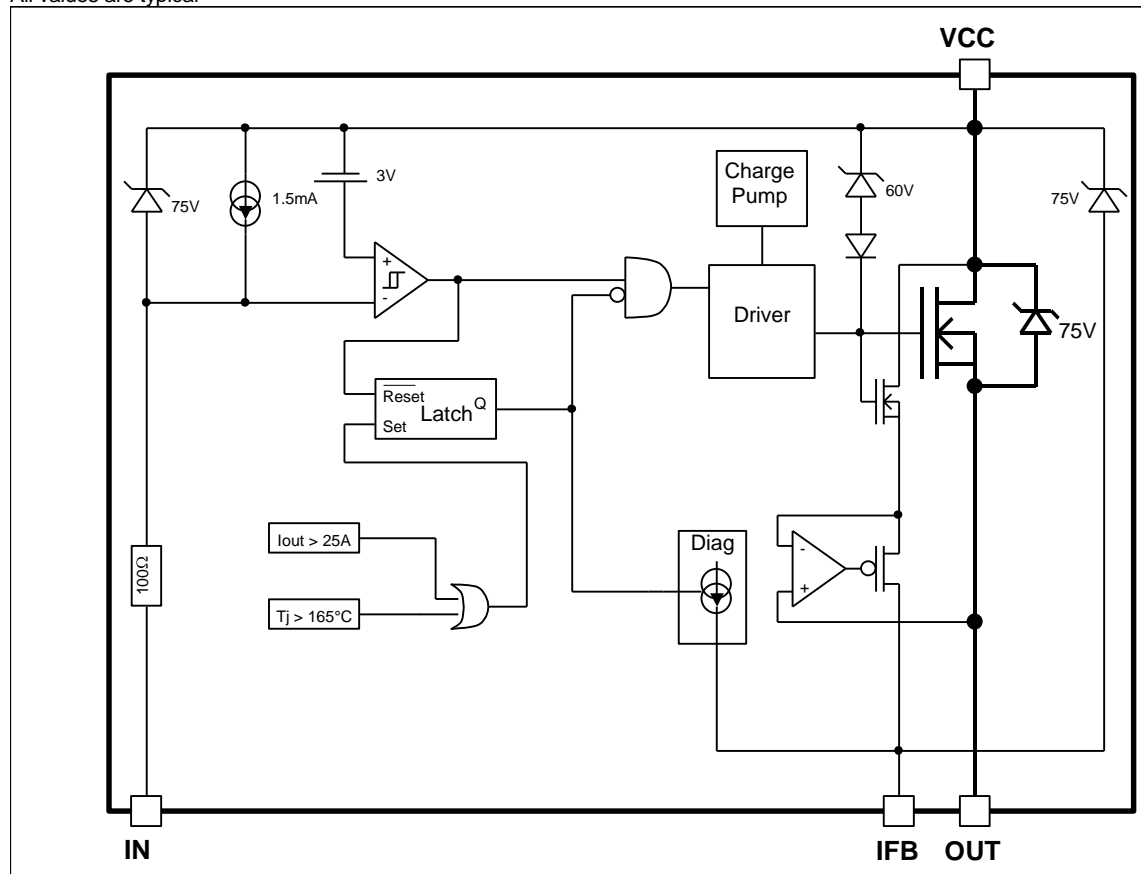 All values are typical
VCC
75V
1.5mA
3V
Charge
Pump
60V
75V
+
-
Driver
75V
Reset
Latch
Q
Set
Iout > 25A
Tj > 165°C
Diag
-
+
100Ω
IN
IFB
OUT